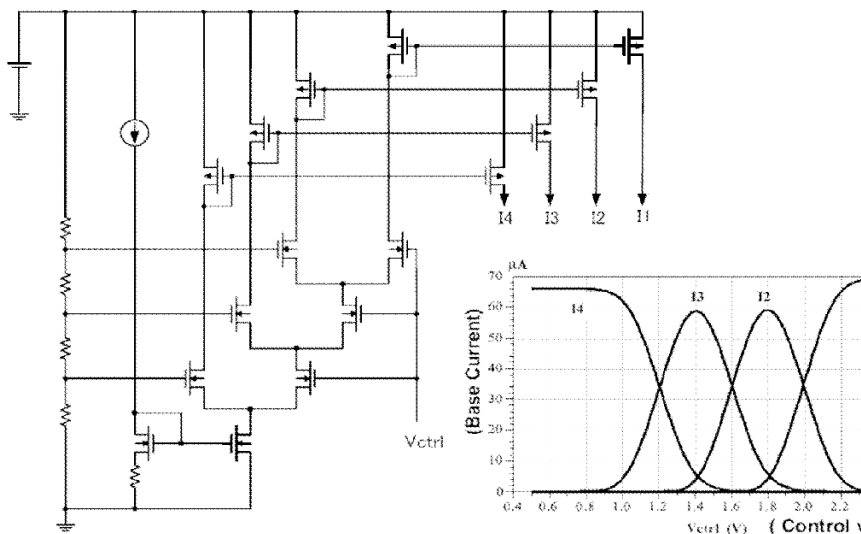 I4 I3 I2 I1
Vctrl
μA
(Base Current)
70
60
50
40
30
20
10
0
I4
I3
I2
0.4 0.6 0.8 1.0 1.2 1.4 1.6 1.8 2.0 2.2
Vctrl (V) ( Control v